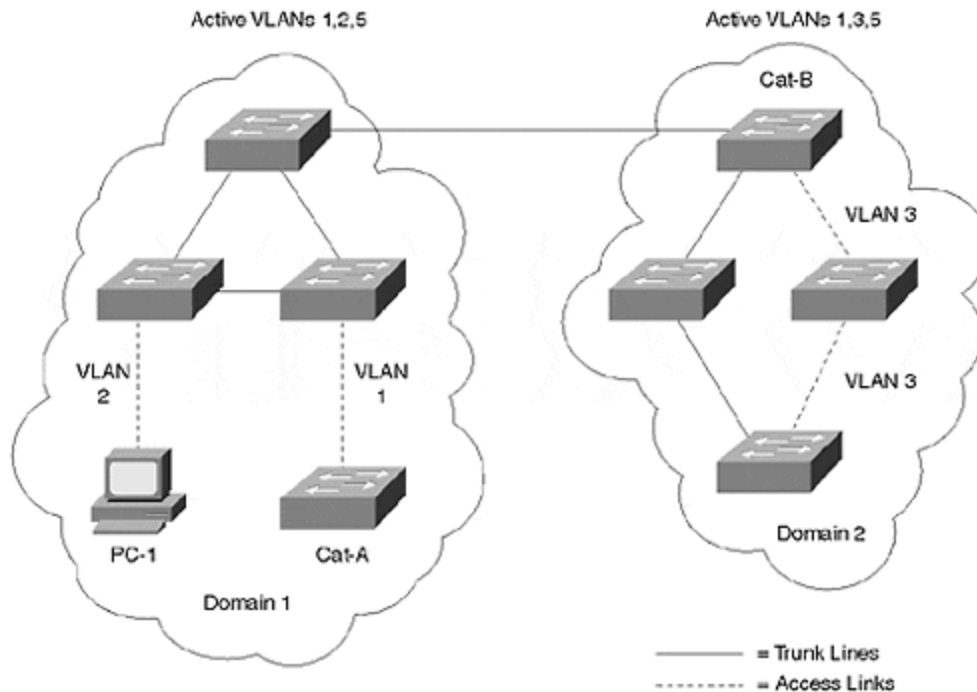 Active VLANs 1,2,5
Active VLANs 1,3,5
Cat-B
VLAN 3
VLAN
2
VLAN
1
VLAN 3
PC-1
Cat-A
Domain 2
Domain 1
= Trunk Lines
= Access Links